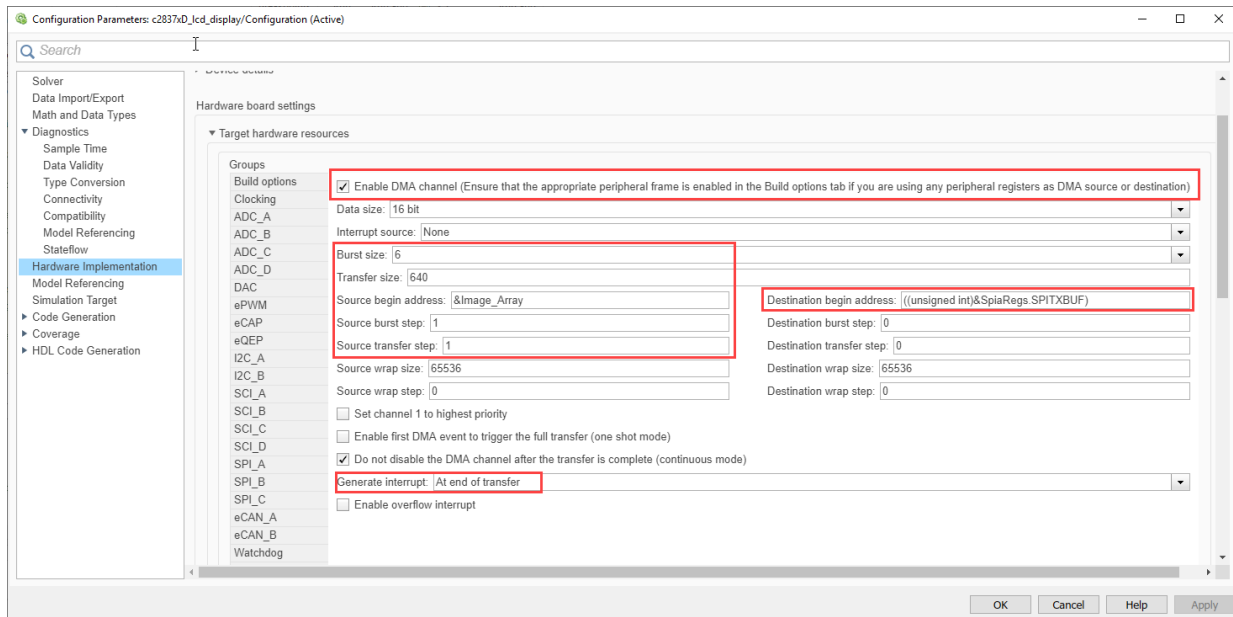 Configuration Parameters: c2837xD_lcd_display/Configuration (Active)
Search
Solver
Data Import/Export
Math and Data Types
Diagnostics
Sample Time
Data Validity
Type Conversion
Connectivity
Compatibility
Model Referencing
Stateflow
Hardware Implementation
Model Referencing
Simulation Target
Code Generation
Coverage
HDL Code Generation
Device details
Hardware board settings
Target hardware resources
Groups
Build options
Clocking
ADC_A
ADC_B
ADC_C
ADC_D
DAC
ePWM
eCAP
eQEP
I2C_A
I2C_B
SCI_A
SCI_B
SCI_C
SCI_D
SPI_A
SPI_B
SPI_C
eCAN_A
eCAN_B
Watchdog
Enable DMA channel (Ensure that the appropriate peripheral frame is enabled in the Build options tab if you are using any peripheral registers as DMA source or destination)
Data size: 16 bit
Interrupt source: None
Burst size: 6
Transfer size: 640
Source begin address: &Image_Array Destination begin address: ((unsigned int)&SpiaRegs.SPITXBUF)
Source burst step: 1 Destination burst step: 0
Source transfer step: 1 Destination transfer step: 0
Source wrap size: 65536 Destination wrap size: 65536
Source wrap step: 0 Destination wrap step: 0
Set channel 1 to highest priority
Enable first DMA event to trigger the full transfer (one shot mode)
Do not disable the DMA channel after the transfer is complete (continuous mode)
Generate interrupt: At end of transfer
Enable overflow interrupt
OK Cancel Help Apply